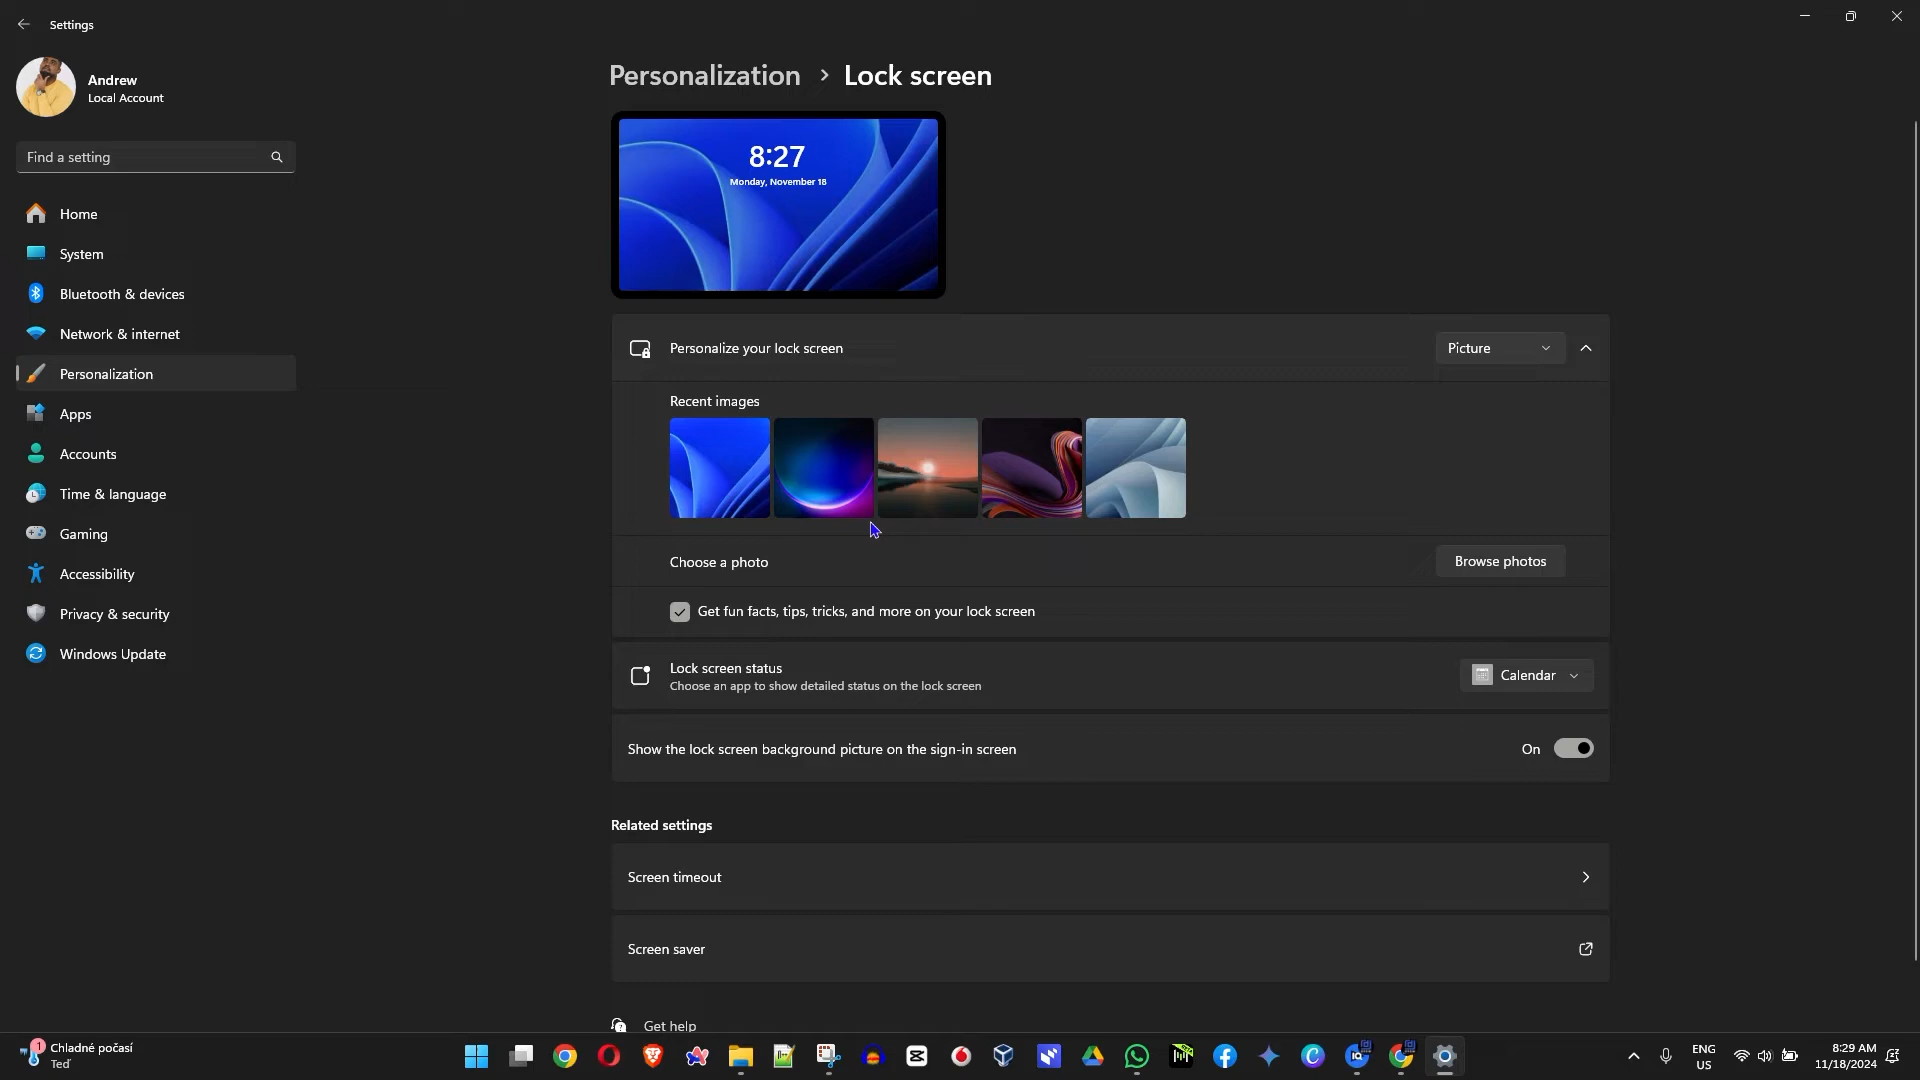 Settings
Andrew
Local Account
Find a setting
Home
System
Bluetooth & devices
Network & internet
Personalization
Apps
Accounts
Time & language
Gaming
Accessibility
Privacy & security
Windows Update
Personalization > Lock screen
8:27
Monday, November 18
Personalize your lock screen
Picture
Recent images
Choose a photo
Browse photos
Get fun facts, tips, tricks, and more on your lock screen
Lock screen status
Choose an app to show detailed status on the lock screen
Calendar
Show the lock screen background picture on the sign-in screen
On
Related settings
Screen timeout
Screen saver
Get help
1
Chladné počasí
Teď
ENG
US
8:29 AM
11/18/2024